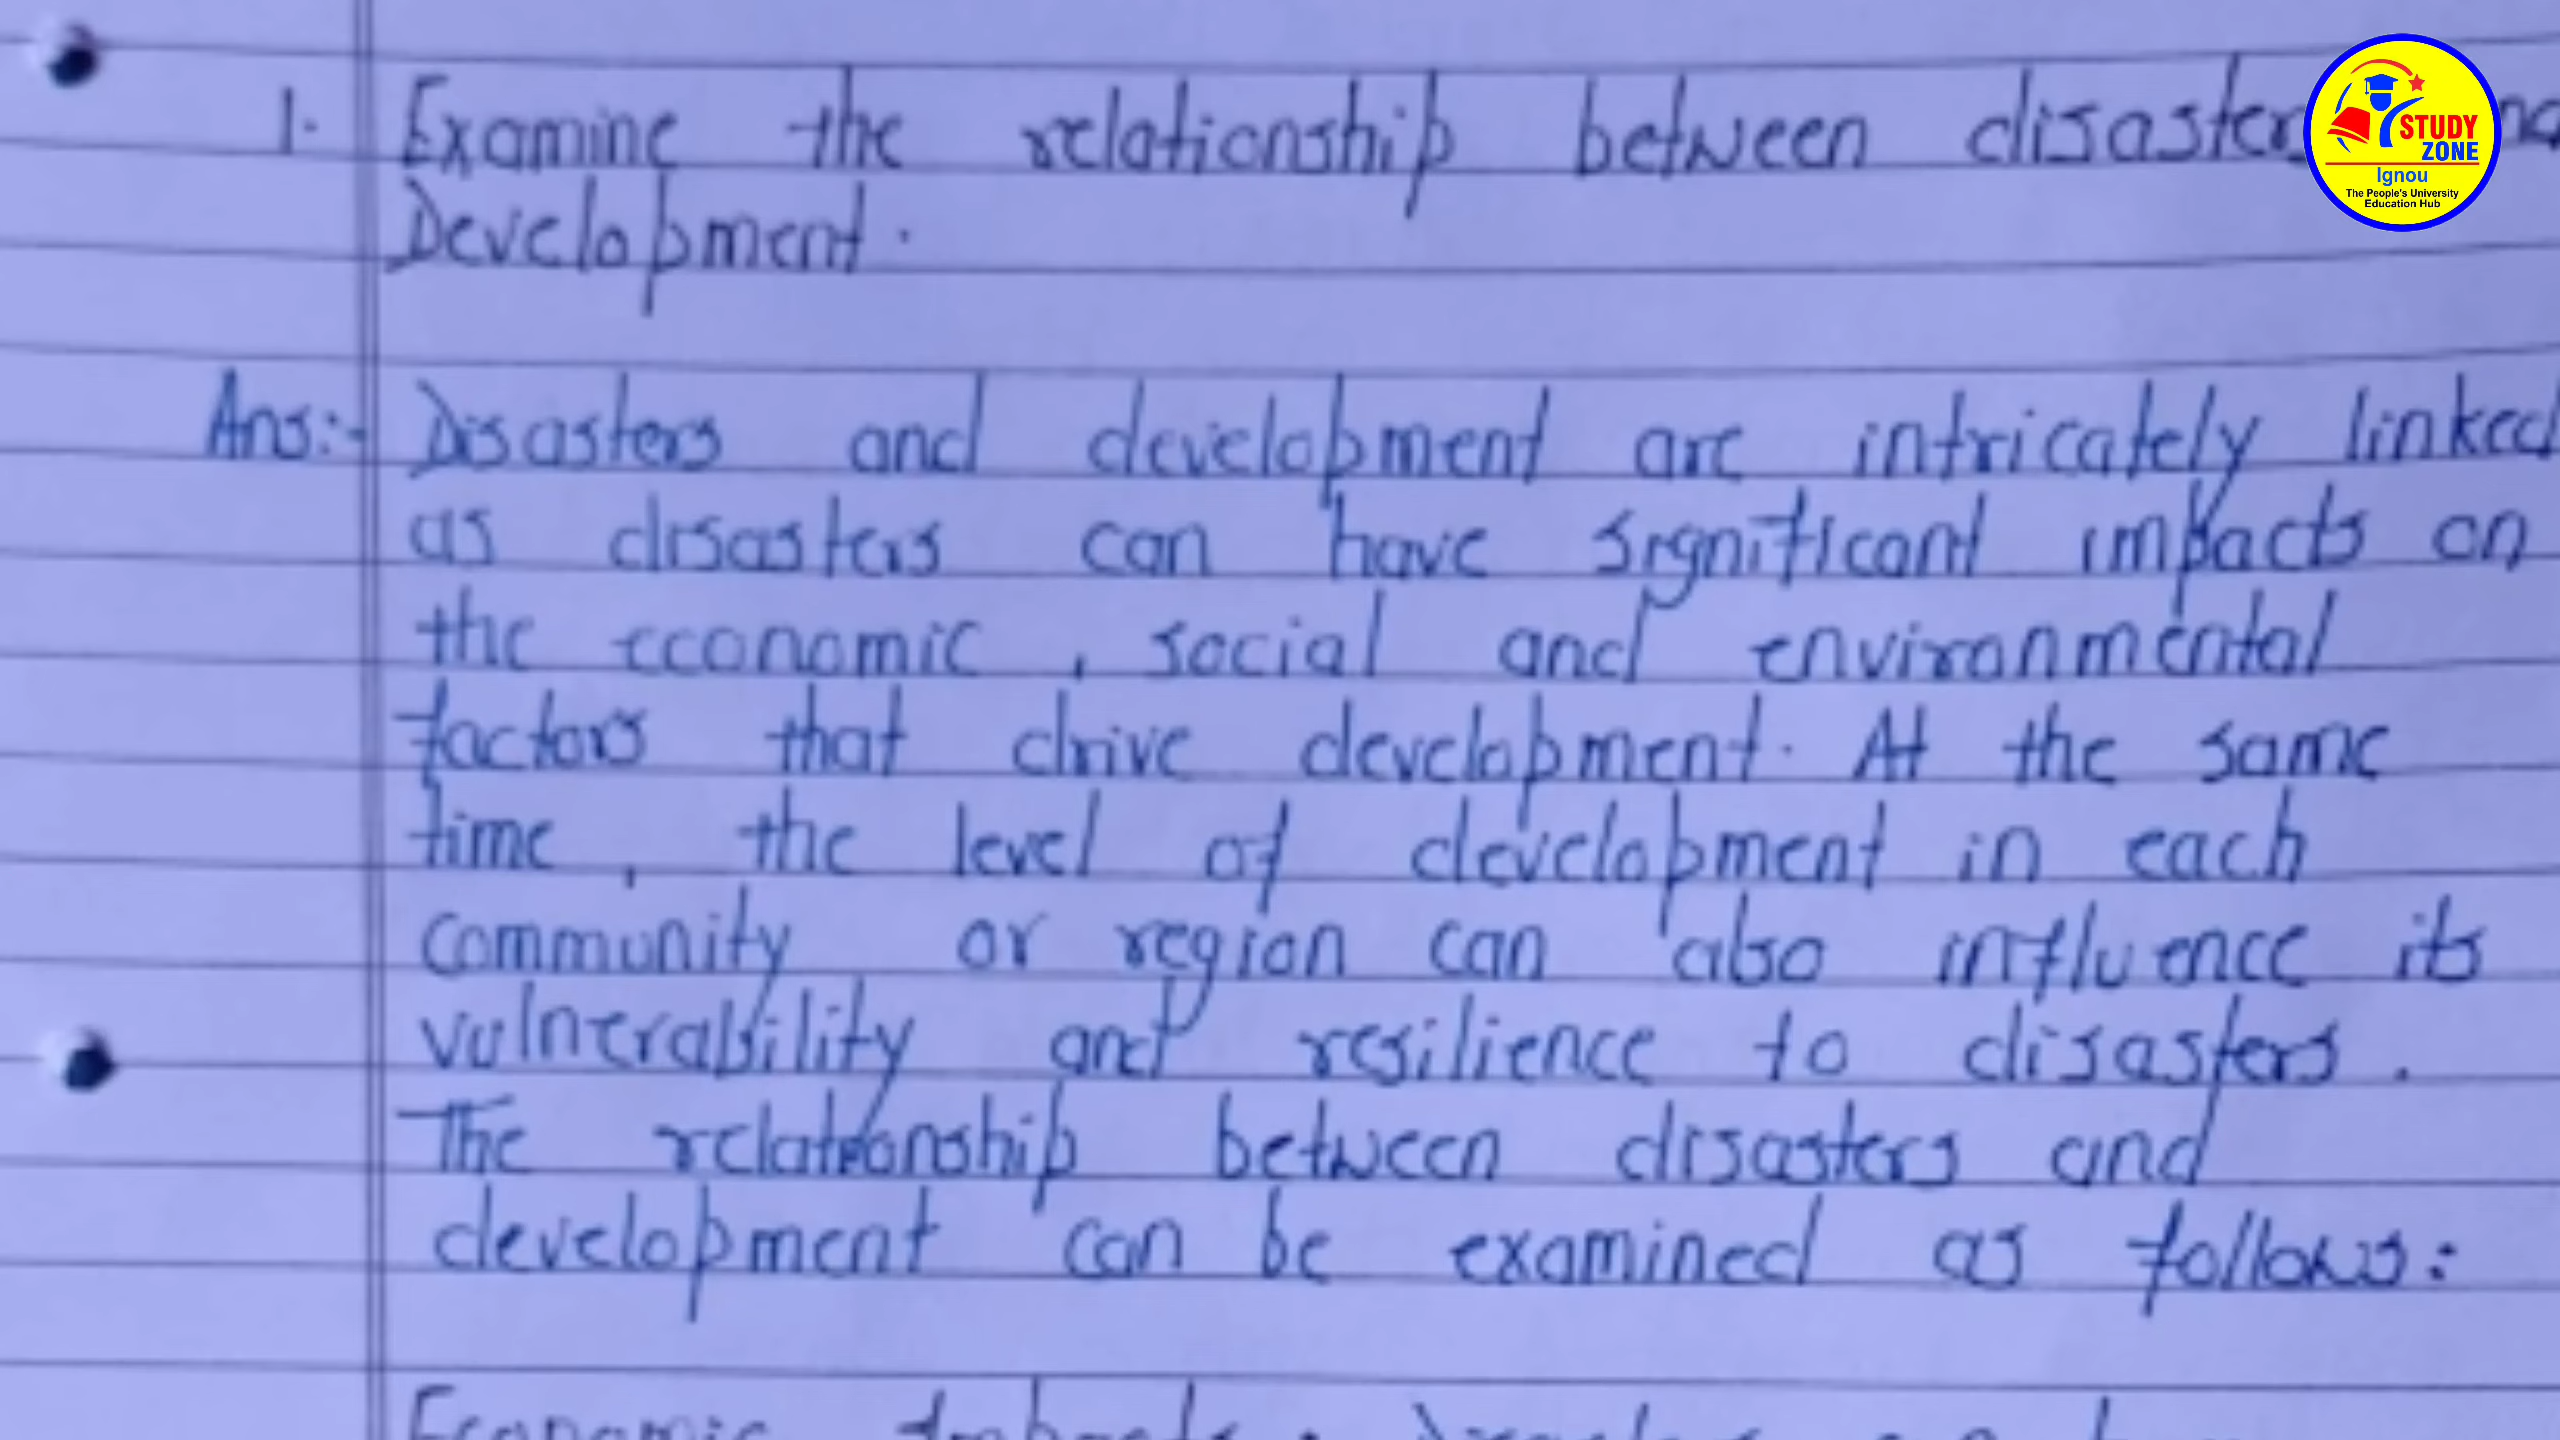 1. Examine the relationship between disasters
Development.
Ans:- Disasters and development are intricately linked
as disasters can have significant impacts on
the economic, social and environmental
factors that drive development. At the same
time, the level of development in each
community or region can also influence its
vulnerability and resilience to disasters.
The relationship between disasters and
development can be examined as follows:
Economic Impacts :
STUDY
ZONE
Ignou
The People's University
Education Hub